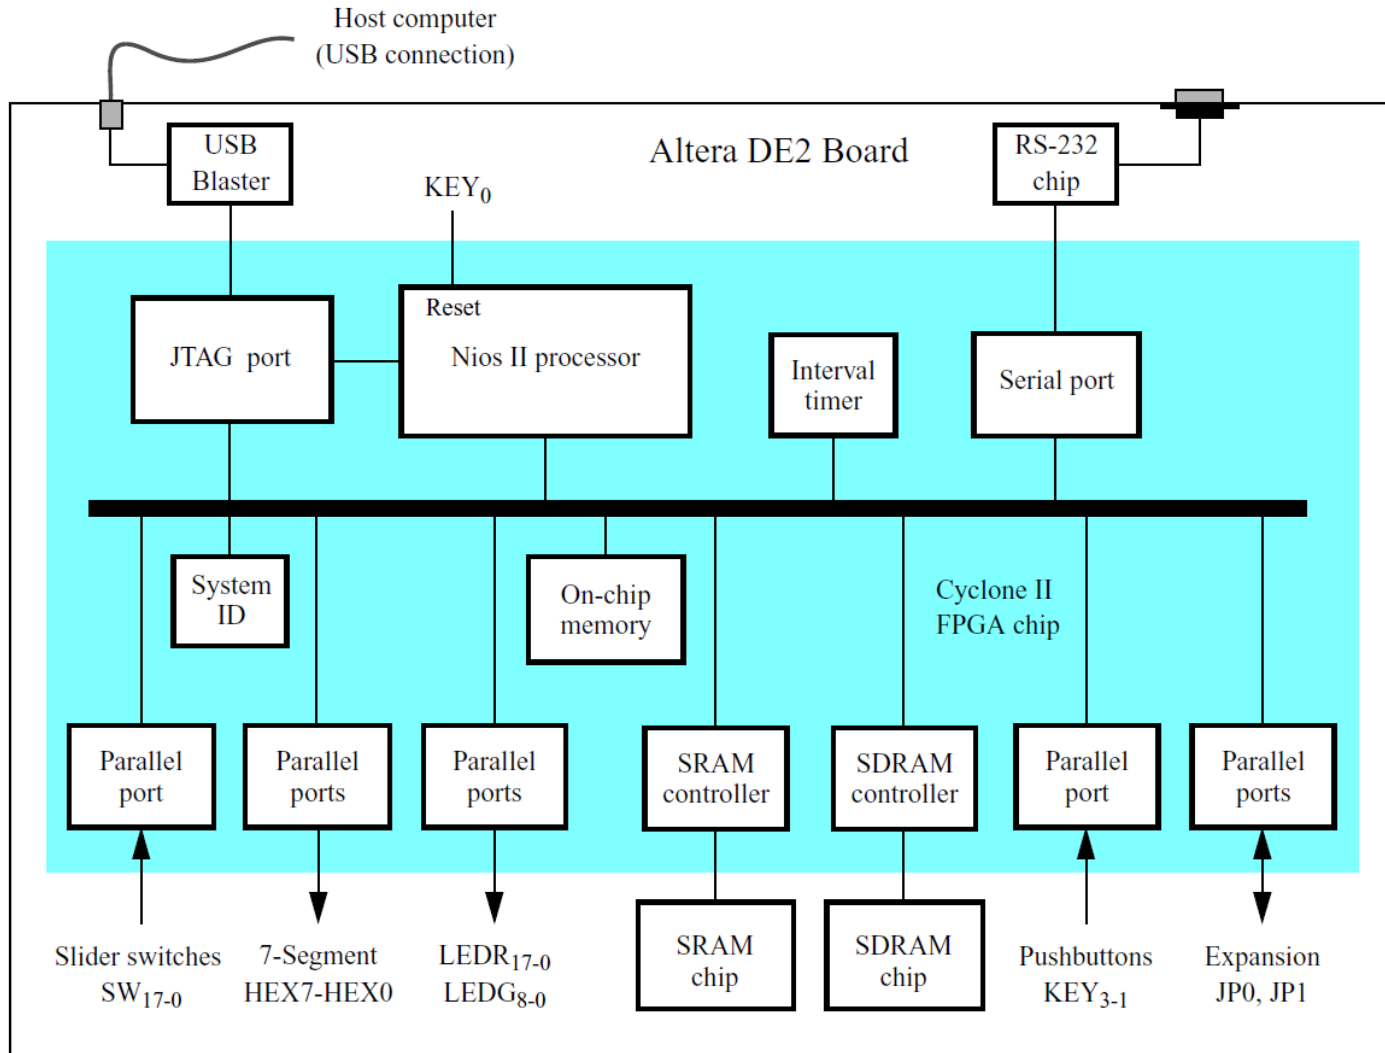 Host computer
(USB connection)
USB
Blaster
Altera DE2 Board
RS-232
chip
KEY0
Reset
JTAG port
Nios II processor
Interval
timer
Serial port
System
ID
On-chip
memory
Cyclone II
FPGA chip
Parallel
port
Parallel
ports
Parallel
ports
SRAM
controller
SDRAM
controller
Parallel
port
Parallel
ports
Slider switches
SW17-0
7-Segment
HEX7-HEX0
LEDR17-0
LEDG8-0
SRAM
chip
SDRAM
chip
Pushbuttons
KEY3-1
Expansion
JP0, JP1